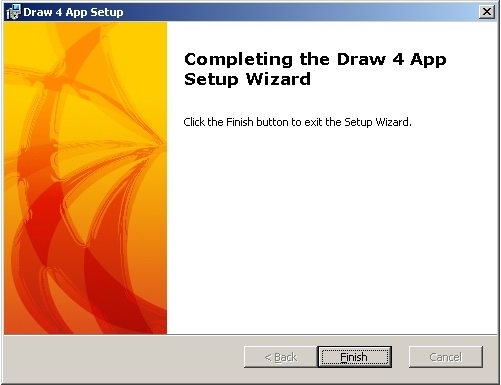 Draw 4 App Setup
Completing the Draw 4 App
Setup Wizard
Click the Finish button to exit the Setup Wizard.
< Back
Finish
Cancel